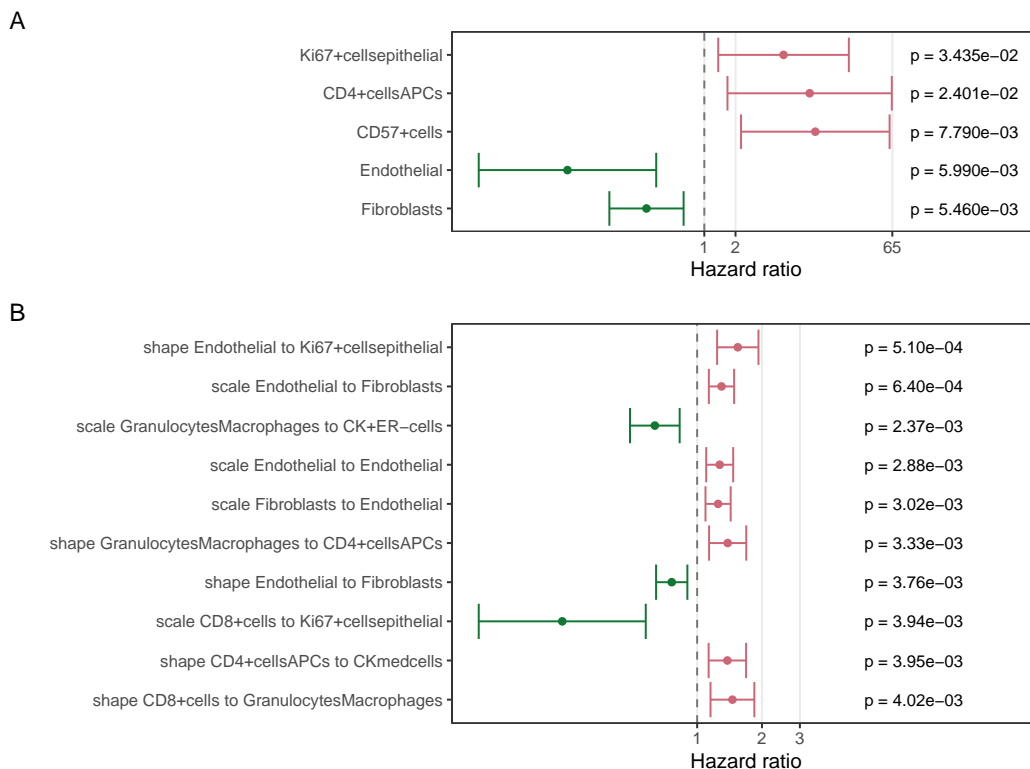 A
Ki67+cellsepithelial p = 3.435e−02
CD4+cellsAPCs p = 2.401e−02
CD57+cells p = 7.790e−03
Endothelial p = 5.990e−03
Fibroblasts p = 5.460e−03
1 2 65
Hazard ratio
B
shape Endothelial to Ki67+cellsepithelial p = 5.10e−04
scale Endothelial to Fibroblasts p = 6.40e−04
scale GranulocytesMacrophages to CK+ER−cells p = 2.37e−03
scale Endothelial to Endothelial p = 2.88e−03
scale Fibroblasts to Endothelial p = 3.02e−03
shape GranulocytesMacrophages to CD4+cellsAPCs p = 3.33e−03
shape Endothelial to Fibroblasts p = 3.76e−03
scale CD8+cells to Ki67+cellsepithelial p = 3.94e−03
shape CD4+cellsAPCs to CKmedcells p = 3.95e−03
shape CD8+cells to GranulocytesMacrophages p = 4.02e−03
1 2 3
Hazard ratio